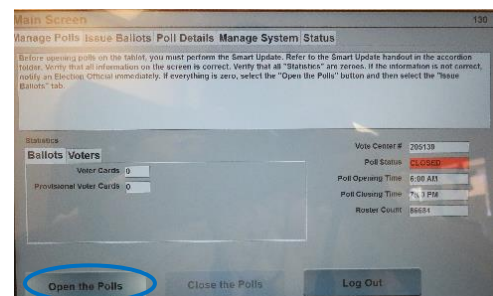 Main Screen 130
Manage Polls Issue Ballots Poll Details Manage System Status
Before opening polls on the tablet, you must perform the Smart Update. Refer to the Smart Update handout in the accordion
folder. Verify that all information on the screen is correct. Verify that all "Statistics" are zeroes. If the information is not correct,
notify an Election Official immediately. If everything is zero, select the "Open the Polls" button and then select the "Issue
Ballots" tab.
Statistics
Ballots Voters
Voter Cards 0
Provisional Voter Cards 0
Vote Center # 205139
Poll Status CLOSED
Poll Opening Time 6:00 AM
Poll Closing Time PM
Roster Count
Open the Polls Close the Polls Log Out